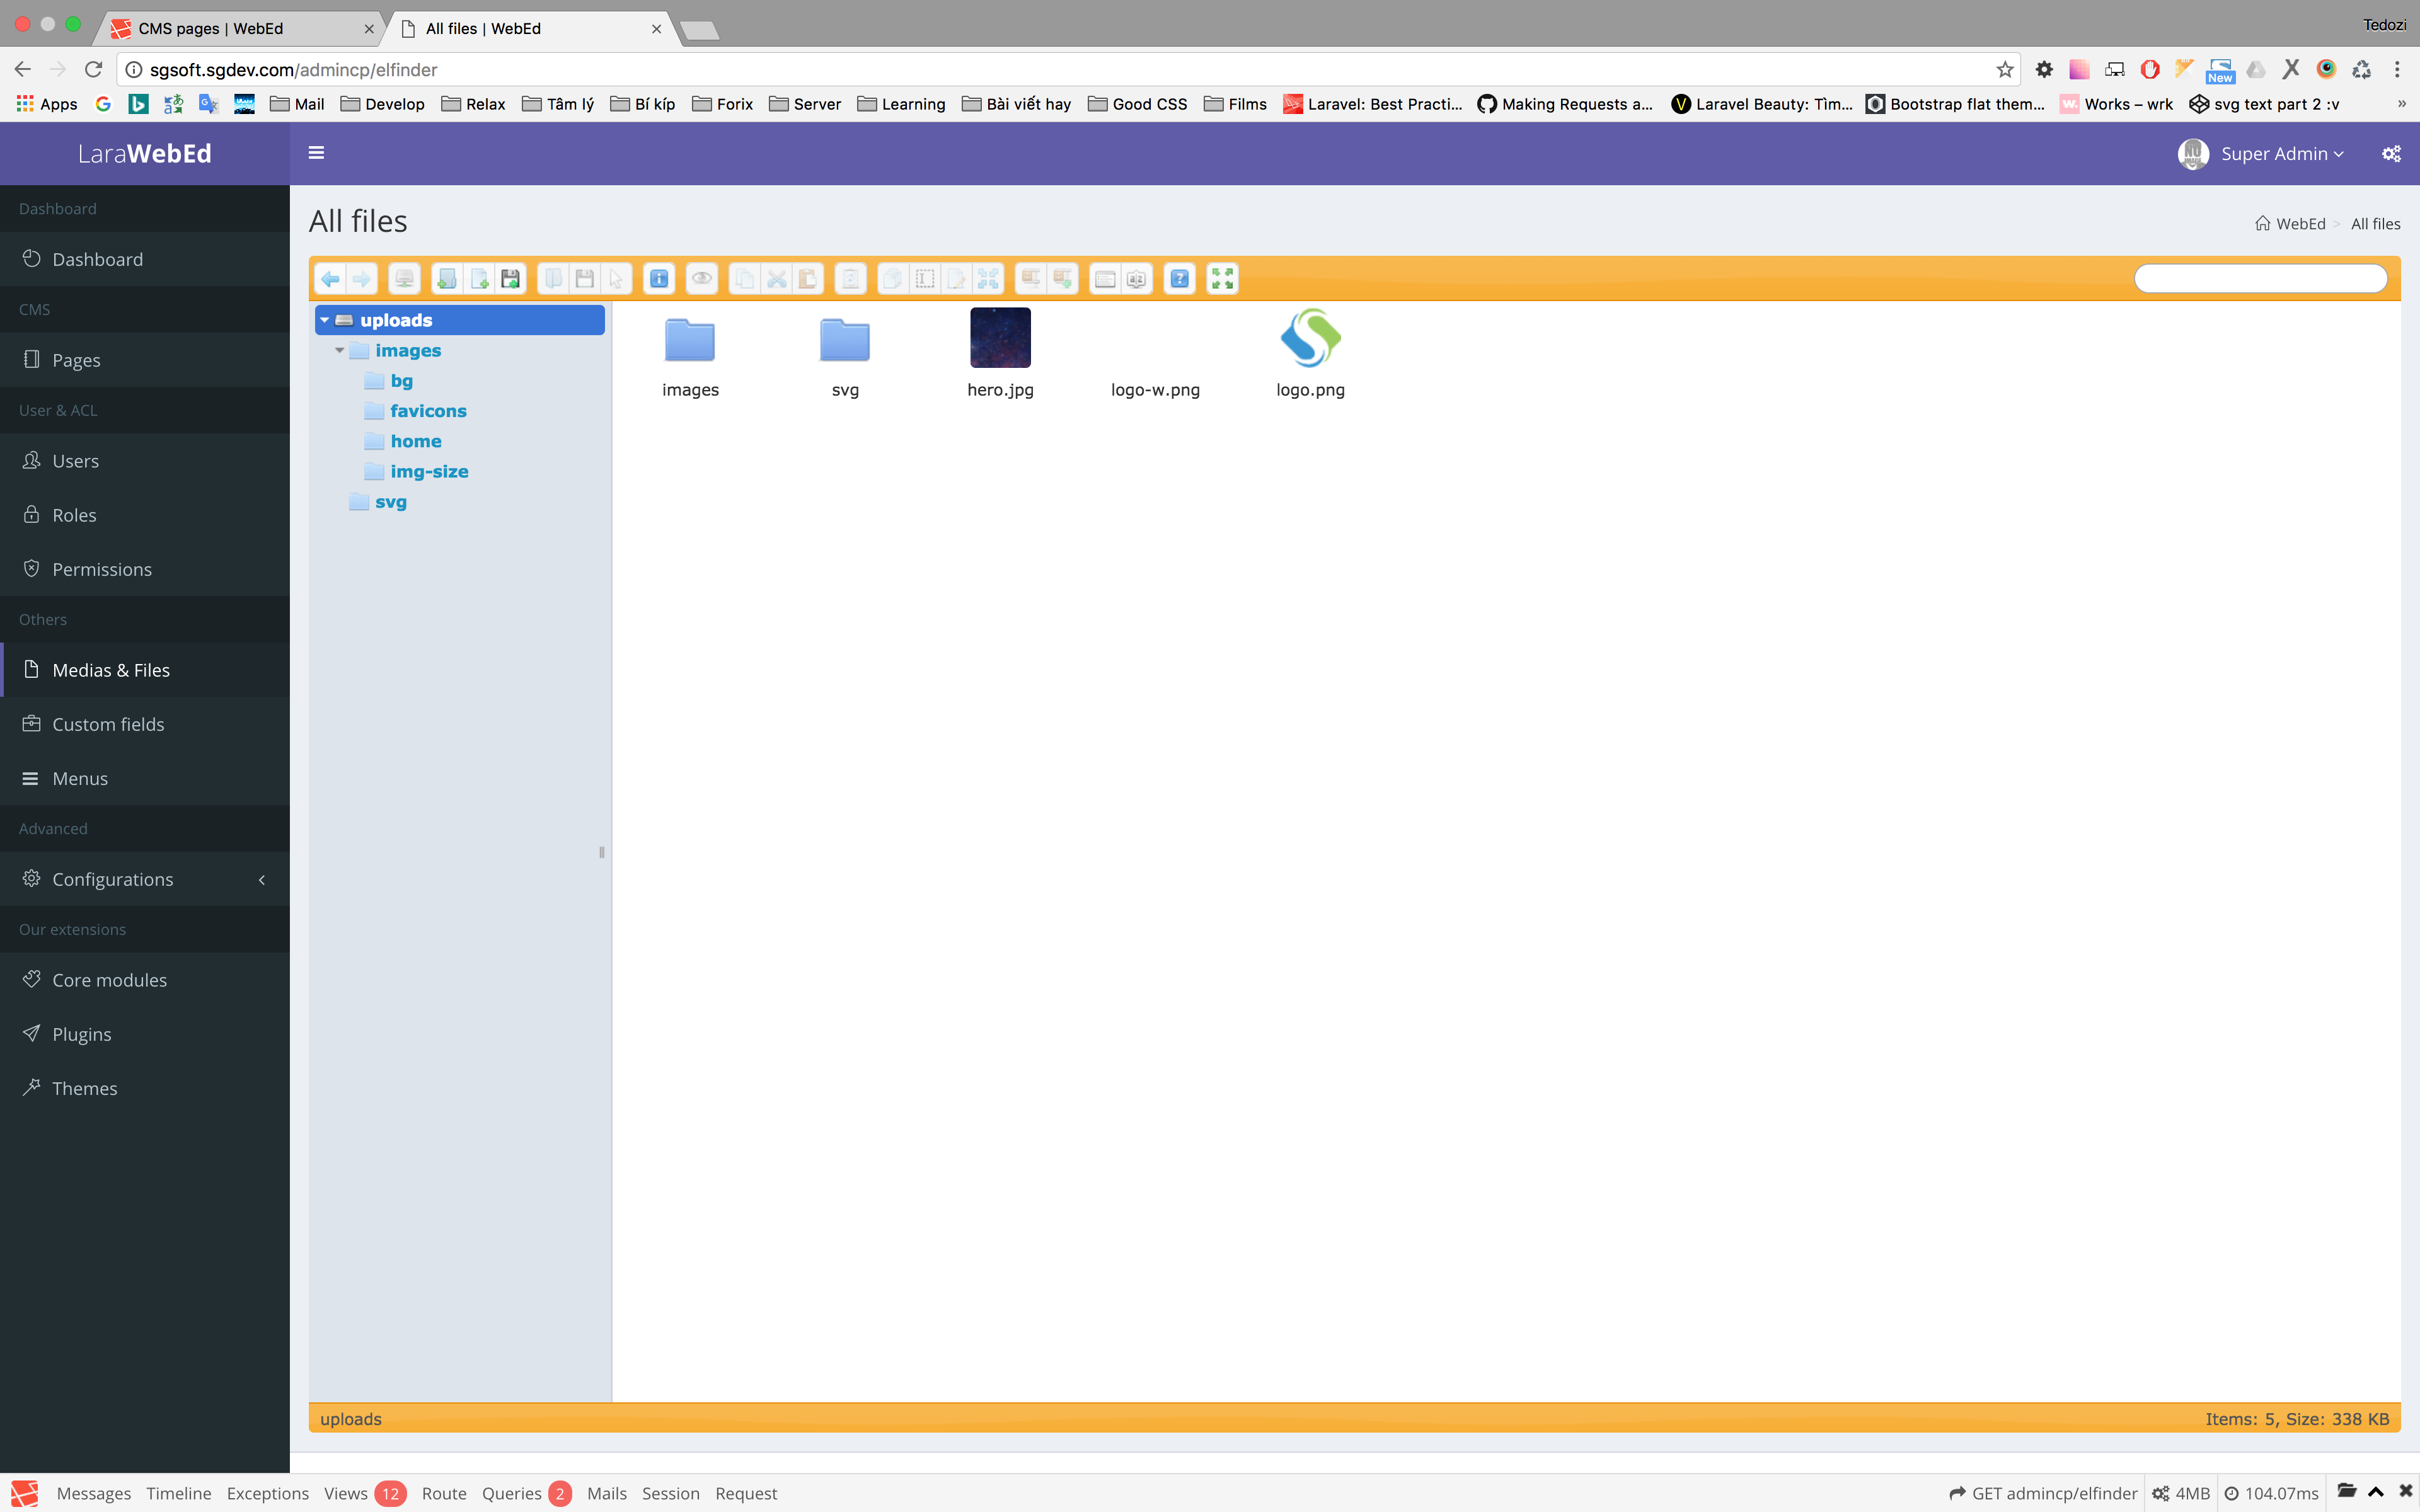 CMS pages | WebEd
All files | WebEd
Tedozi
sgsoft.sgdev.com/admincp/elfinder
New
Apps
Mail
Develop
Relax
Tâm lý
Bí kíp
Forix
Server
Learning
Bài viết hay
Good CSS
Films
Laravel: Best Practi...
Making Requests a...
Laravel Beauty: Tìm...
Bootstrap flat them...
Works – wrk
svg text part 2 :v
»
LaraWebEd
Super Admin
Dashboard
Dashboard
CMS
Pages
User & ACL
Users
Roles
Permissions
Others
Medias & Files
Custom fields
Menus
Advanced
Configurations
Our extensions
Core modules
Plugins
Themes
All files
WebEd > All files
uploads
images
bg
favicons
home
img-size
svg
images
svg
hero.jpg
logo-w.png
logo.png
uploads
Items: 5, Size: 338 KB
Messages
Timeline
Exceptions
Views 12
Route
Queries 2
Mails
Session
Request
GET admincp/elfinder
4MB
104.07ms